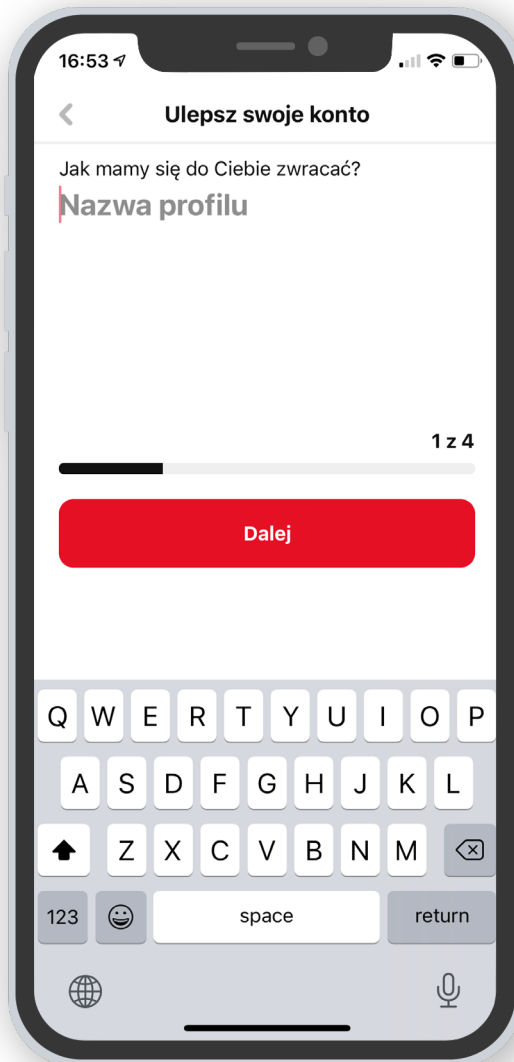 16:53
Ulepsz swoje konto
Jak mamy się do Ciebie zwracać?
Nazwa profilu
1 z 4
Dalej
Q W E R T Y U I O P
A S D F G H J K L
Z X C V B N M
123 space return